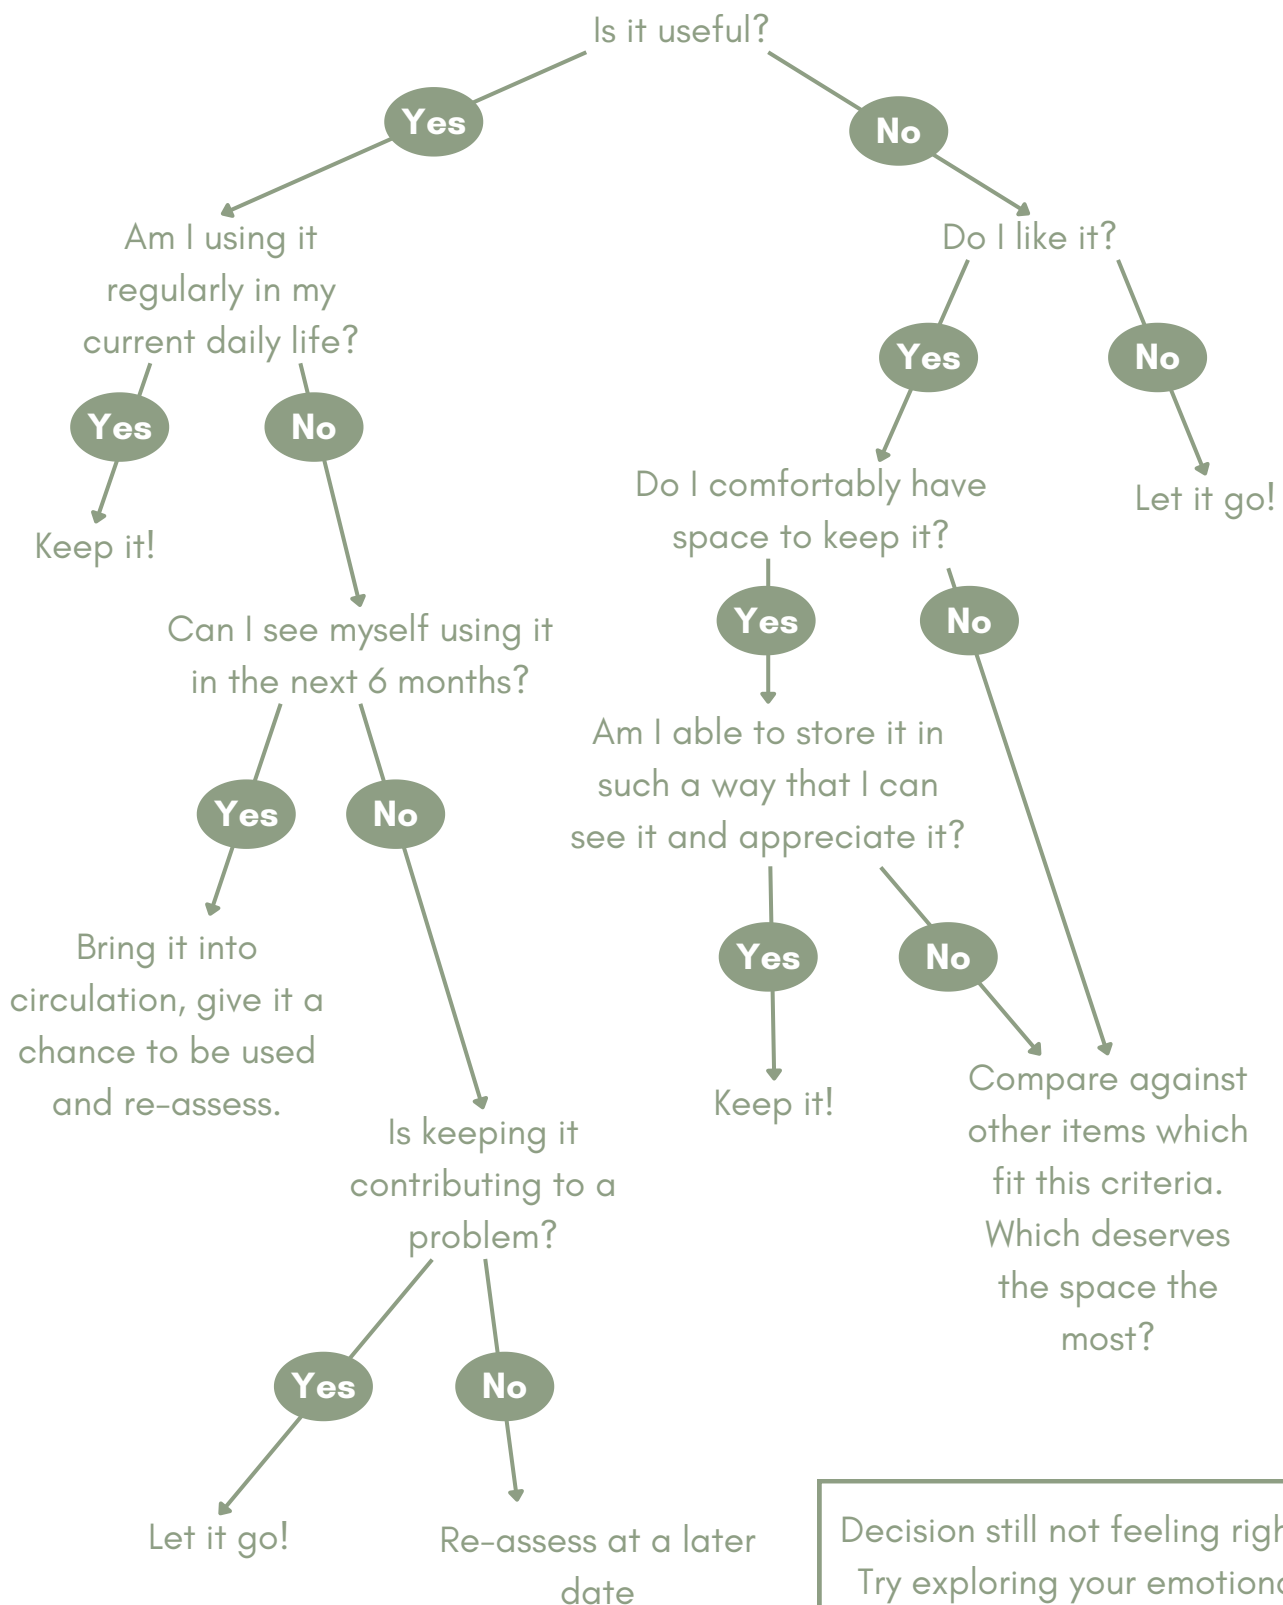 Is it useful?
Yes
No
Am I using it
regularly in my
current daily life?
Do I like it?
Yes
No
Yes
No
Keep it!
Do I comfortably have
space to keep it?
Let it go!
Can I see myself using it
in the next 6 months?
Yes
No
Am I able to store it in
such a way that I can
see it and appreciate it?
Yes
No
Yes
No
Bring it into
circulation, give it a
chance to be used
and re-assess.
Keep it!
Compare against
other items which
fit this criteria.
Which deserves
the space the
most?
Is keeping it
contributing to a
problem?
Yes
No
Let it go!
Re-assess at a later
date
Decision still not feeling
Try exploring your